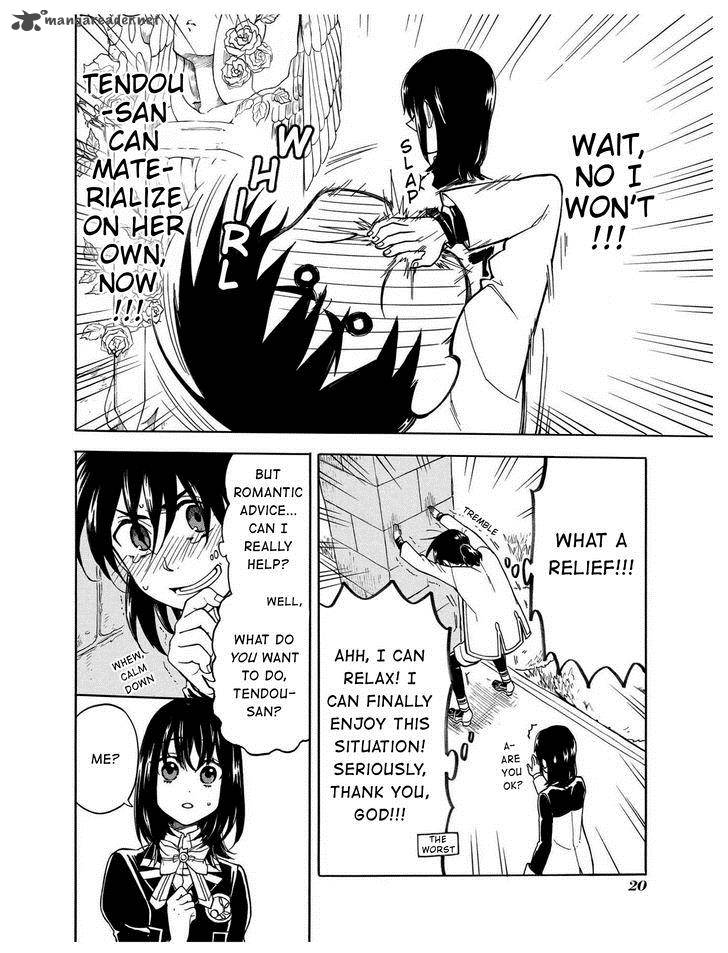 mangareader.net
WAIT,
NO I
WON'T
!!!
SLAP
WHIRL
TENDOU
-SAN
CAN
MATE-
RIALIZE
ON HER
OWN,
NOW
!!!
WHAT A
RELIEF!!!
TREMBLE
AHH, I CAN
RELAX! I
CAN FINALLY
ENJOY THIS
SITUATION!
SERIOUSLY,
THANK YOU,
GOD!!!
THE
WORST
A-
ARE
YOU
OK?
BUT
ROMANTIC
ADVICE...
CAN I
REALLY
HELP?
WELL,
WHAT DO
YOU WANT
TO DO,
TENDOU-
SAN?
WHEW,
CALM
DOWN
ME?
20